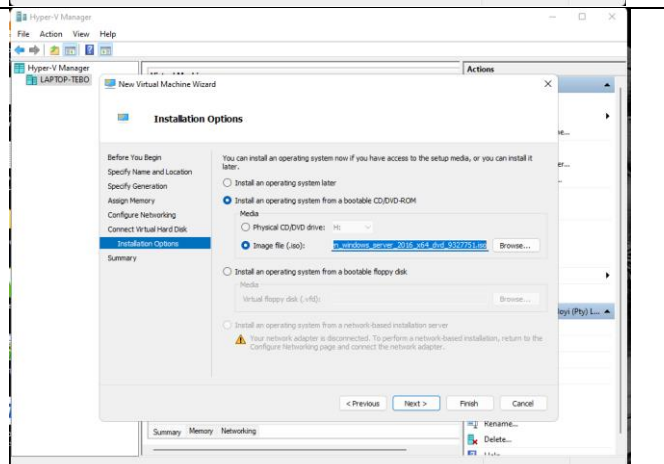 Hyper-V Manager
File Action View Help
Hyper-V Manager
LAPTOP-TEBO
Actions
New Virtual Machine Wizard
Installation Options
Before You Begin
Specify Name and Location
Specify Generation
Assign Memory
Configure Networking
Connect Virtual Hard Disk
Installation Options
Summary
You can install an operating system now if you have access to the setup media, or you can install it
later.
Install an operating system later
Install an operating system from a bootable CD/DVD-ROM
Media
Physical CD/DVD drive: H:
Image file (.iso): n_windows_server_2016_x64_dvd_9327751.iso Browse...
Install an operating system from a bootable floppy disk
Media
Virtual floppy disk (.vfd): Browse...
Install an operating system from a network-based installation server
Your network adapter is disconnected. To perform a network-based installation, return to the
Configure Networking page and connect the network adapter.
< Previous Next > Finish Cancel
loyi (Pty) L...
Summary Memory Networking
Rename...
Delete...